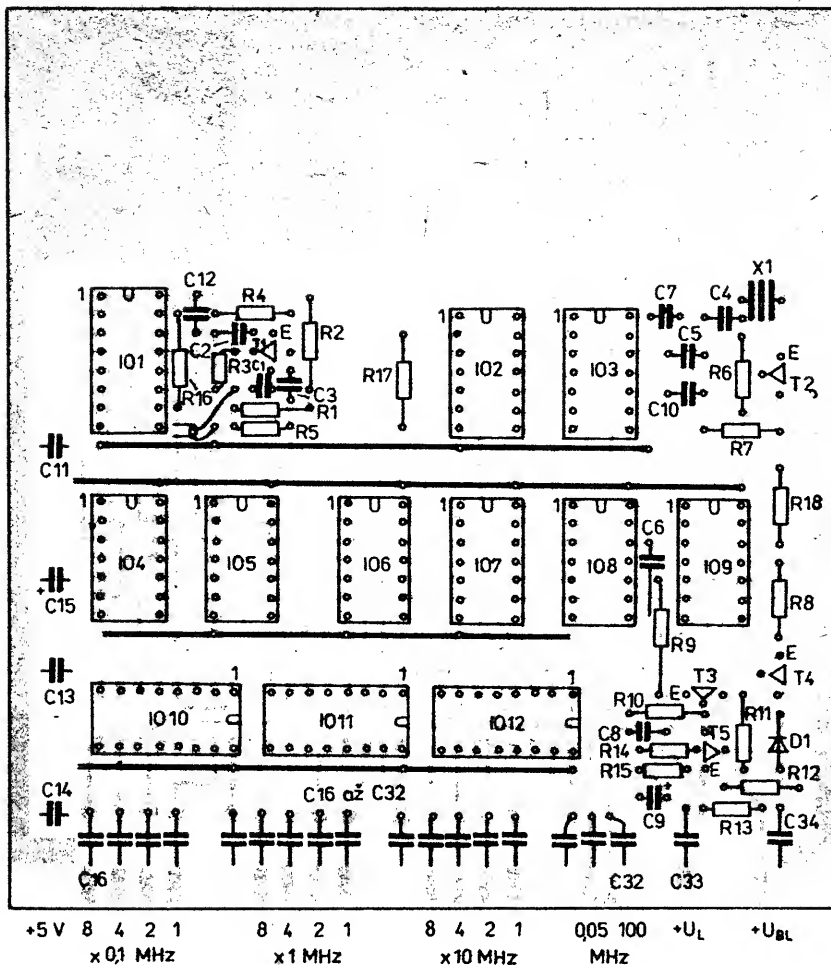 X1
C12 R4 C7 C4
1 E 1 1
IO1 C2 T1 R2 IO2 IO3 C5 E
R3 C1 R17 R6 T2
R16 C3 C10
R1
R5 R7
C11
1 1 1 1 1 1 R18
C6
IO4 IO5 IO6 IO7 IO8 IO9
+ C15 R8
R9
E
C13 1 1 1 T3 T4
E
R10 R11
IO10 IO11 IO12 C8 T5 D1
R14
R15 E R12
C14 C16 až C32 +
C9 R13 C34
C16 C32 C33
+5 V 8 4 2 1 8 4 2 1 8 4 2 1 0,05 100 +UL +UBL
x 0,1 MHz x 1 MHz x 10 MHz MHz